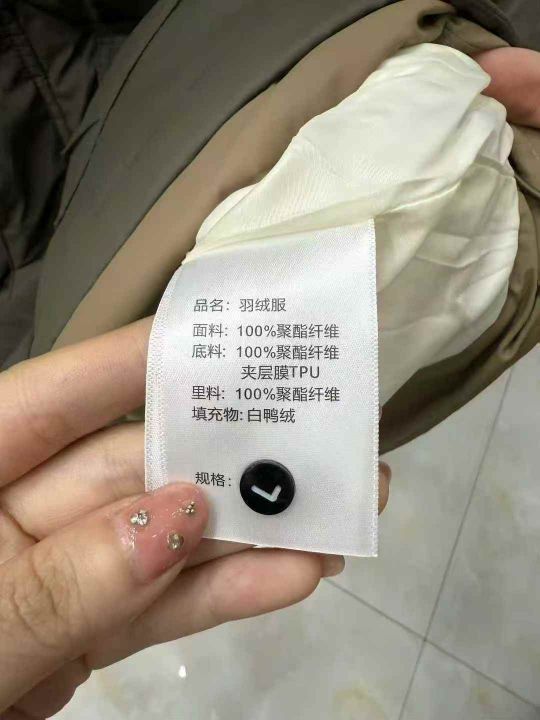 品名: 羽绒服
面料: 100%聚酯纤维
底料: 100%聚酯纤维
夹层膜TPU
里料: 100%聚酯纤维
填充物: 白鸭绒
规格: